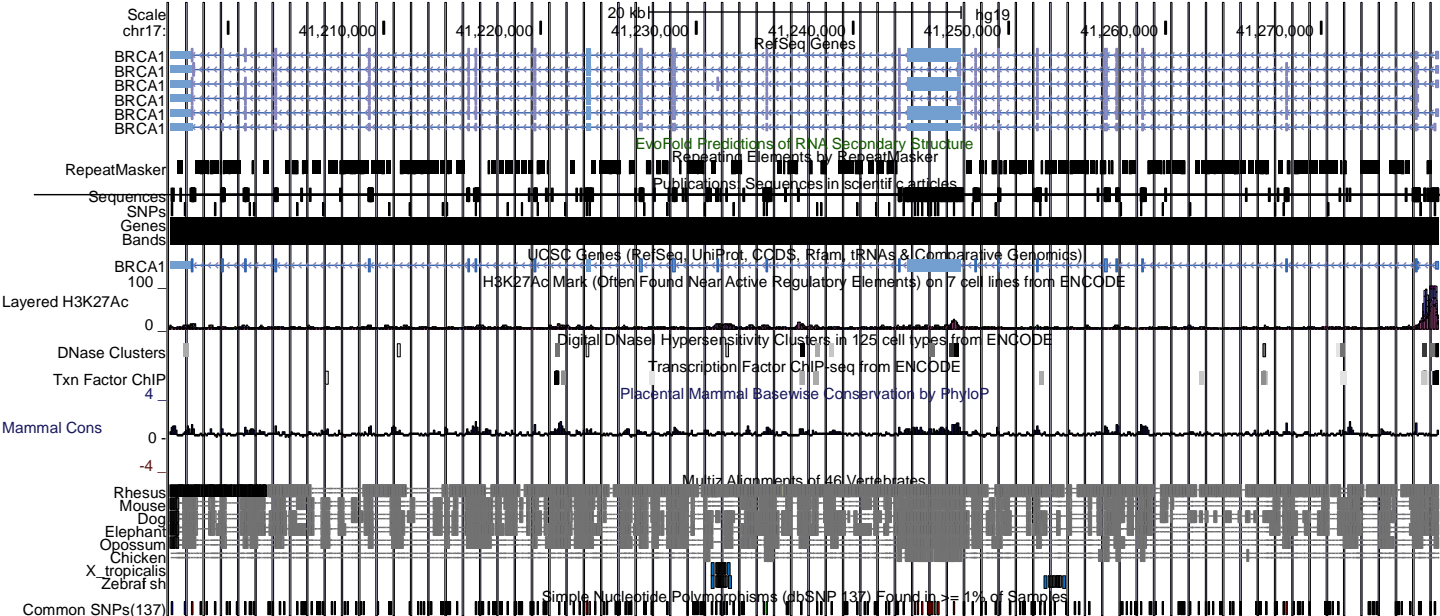 Scale 20 kb hg19
chr17: 41,210,000 41,220,000 41,230,000 41,240,000 41,250,000 41,260,000 41,270,000
RefSeq Genes
BRCA1
BRCA1
BRCA1
BRCA1
BRCA1
BRCA1
EvoFold Predictions of RNA Secondary Structure
Repeating Elements by RepeatMasker
RepeatMasker
Publications: Sequences in scientific articles
Sequences
SNPs
Genes
Bands
UCSC Genes (RefSeq, UniProt, CCDS, Rfam, tRNAs & Comparative Genomics)
BRCA1
H3K27Ac Mark (Often Found Near Active Regulatory Elements) on 7 cell lines from ENCODE
100 _
Layered H3K27Ac
0 _
Digital DNaseI Hypersensitivity Clusters in 125 cell types from ENCODE
DNase Clusters
Transcription Factor ChIP-seq from ENCODE
Txn Factor ChIP
Placental Mammal Basewise Conservation by PhyloP
4 _
Mammal Cons
0 -
-4 _
Multiz Alignments of 46 Vertebrates
Rhesus
Mouse
Dog
Elephant
Opossum
Chicken
X_tropicalis
Zebrafish
Simple Nucleotide Polymorphisms (dbSNP 137) Found in >= 1% of Samples
Common SNPs(137)